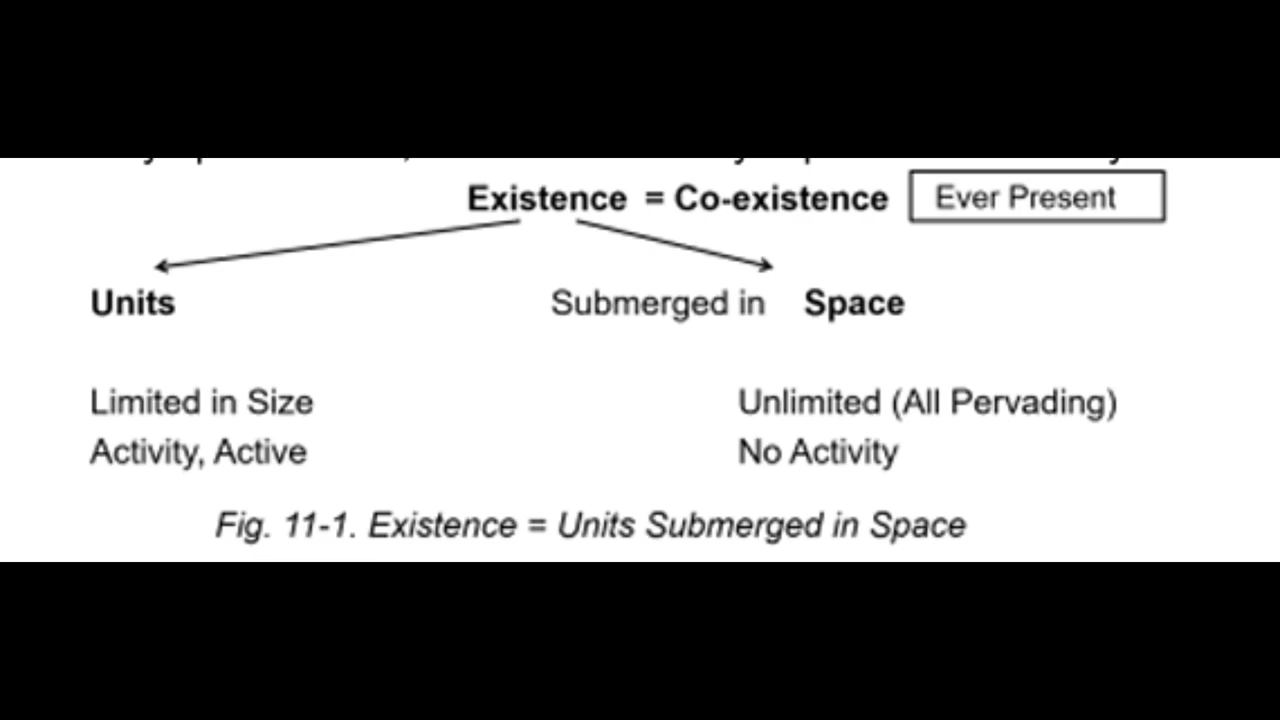 Existence = Co-existence Ever Present
Units Submerged in Space
Limited in Size Unlimited (All Pervading)
Activity, Active No Activity
Fig. 11-1. Existence = Units Submerged in Space